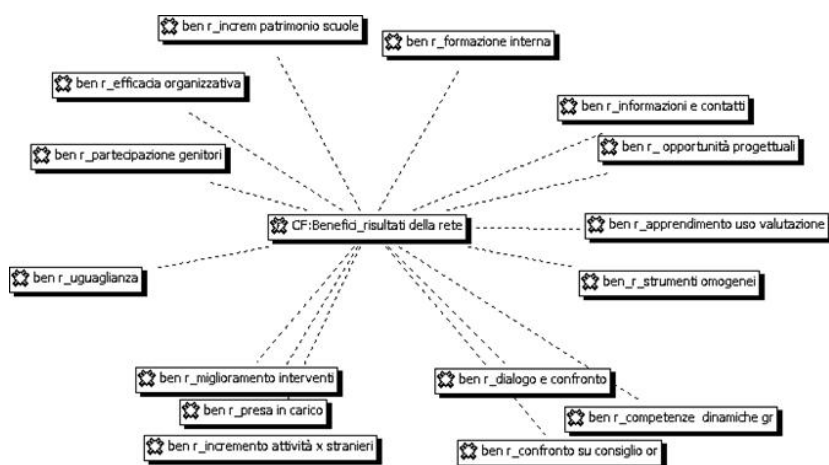 ben r_increm patrimonio scuole
ben r_formazione interna
ben r_efficacia organizzativa
ben r_informazioni e contatti
ben r_ opportunità progettuali
ben r_partecipazione genitori
CF:Benefici_risultati della rete
ben r_apprendimento uso valutazione
ben r_uguaglianza
ben_r_strumenti omogenei
ben r_miglioramento interventi
ben r_dialogo e confronto
ben r_presa in carico
ben r_competenze dinamiche gr
ben r_incremento attività x stranieri
ben r_confronto su consiglio or